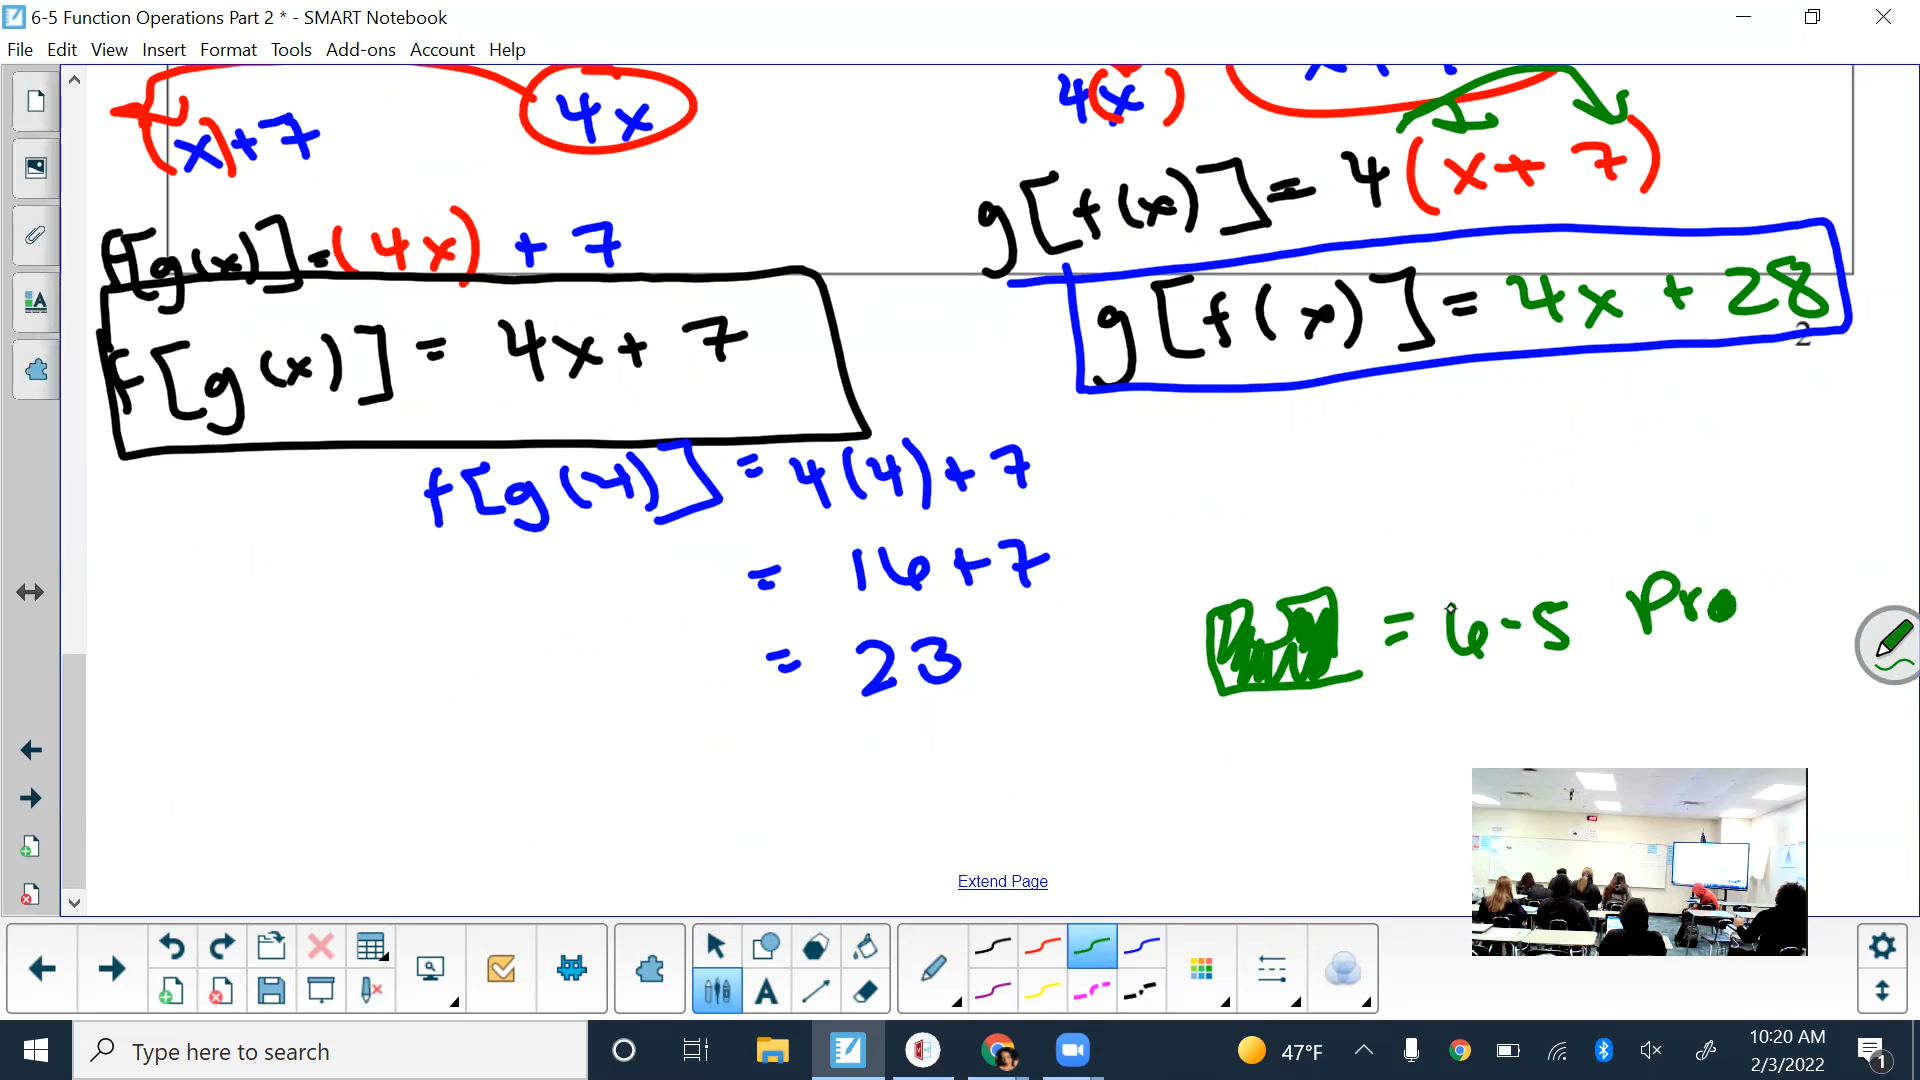 6-5 Function Operations Part 2 * - SMART Notebook
File Edit View Insert Format Tools Add-ons Account Help
(x)+7
4x
4(x)
f[g(x)]=(4x) + 7
g[f(x)]= 4(x+7)
f[g(x)] = 4x+7
g[f(x)] = 4x + 28
2
f[g(4)] = 4(4)+7
= 16+7
= 23
= 6-5 Pro
Extend Page
Type here to search
47°F
10:20 AM
2/3/2022
1